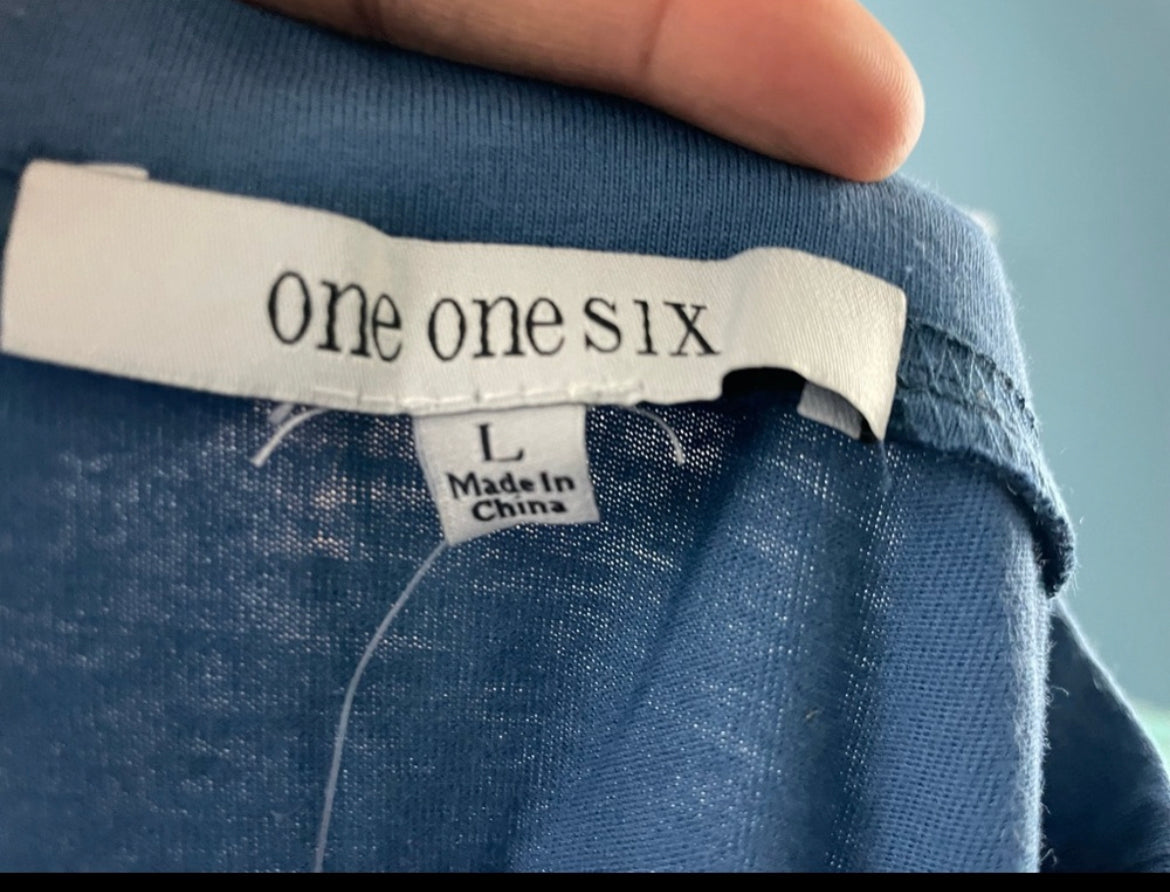 one one six
L
Made In
China